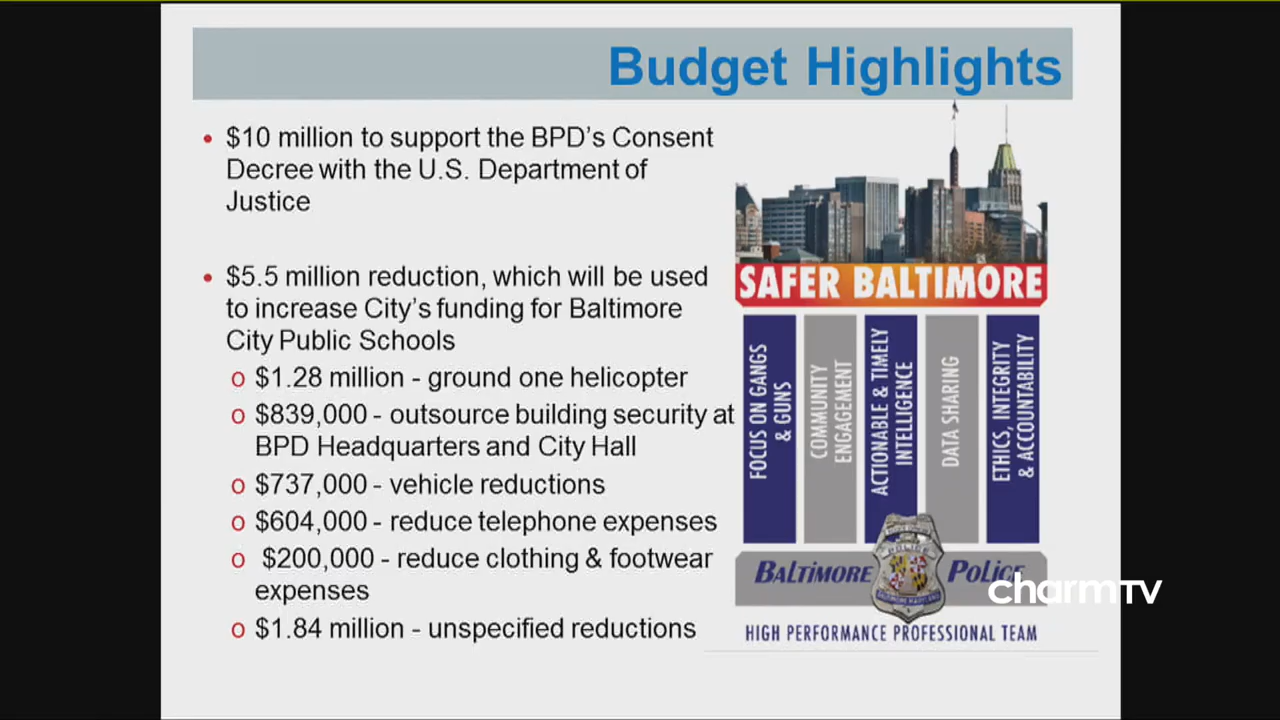 Budget Highlights
• $10 million to support the BPD's Consent
Decree with the U.S. Department of
Justice
• $5.5 million reduction, which will be used
to increase City's funding for Baltimore
City Public Schools
o $1.28 million - ground one helicopter
o $839,000 - outsource building security at
BPD Headquarters and City Hall
o $737,000 - vehicle reductions
o $604,000 - reduce telephone expenses
o $200,000 - reduce clothing & footwear
expenses
o $1.84 million - unspecified reductions
SAFER BALTIMORE
FOCUS ON GANGS
& GUNS
COMMUNITY
ENGAGEMENT
ACTIONABLE & TIMELY
INTELLIGENCE
DATA SHARING
ETHICS, INTEGRITY
& ACCOUNTABILITY
POLICE
BALTIMORE POLICE
charmTV
HIGH PERFORMANCE PROFESSIONAL TEAM